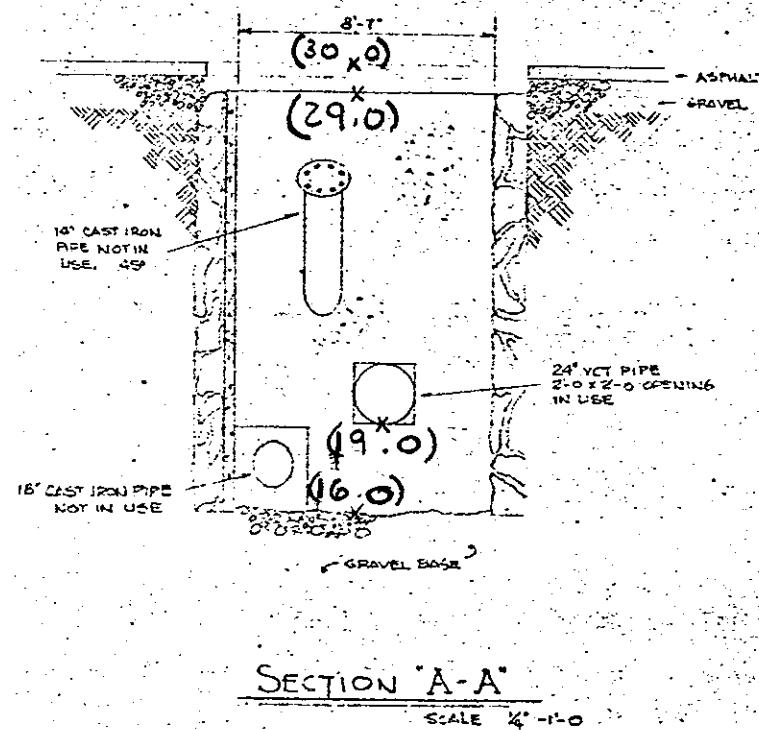 8'-7"
(30.0)
ASPHALT
GRAVEL
(29.0)
14" CAST IRON
PIPE NOT IN
USE. 45°
24" VCT PIPE
2-0 x 2-0 OPENING
IN USE
(19.0)
(16.0)
18" CAST IRON PIPE
NOT IN USE
GRAVEL BASE
SECTION "A-A"
SCALE ¼" -1'-0